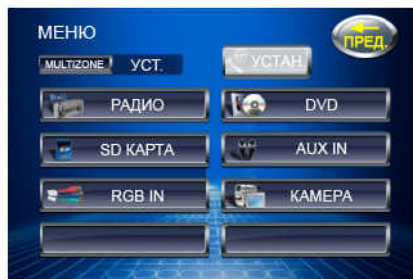 МЕНЮ
ПРЕД.
MULTIZONE УСТ.
УСТАН.
РАДИО
DVD
SD КАРТА
AUX IN
RGB IN
КАМЕРА